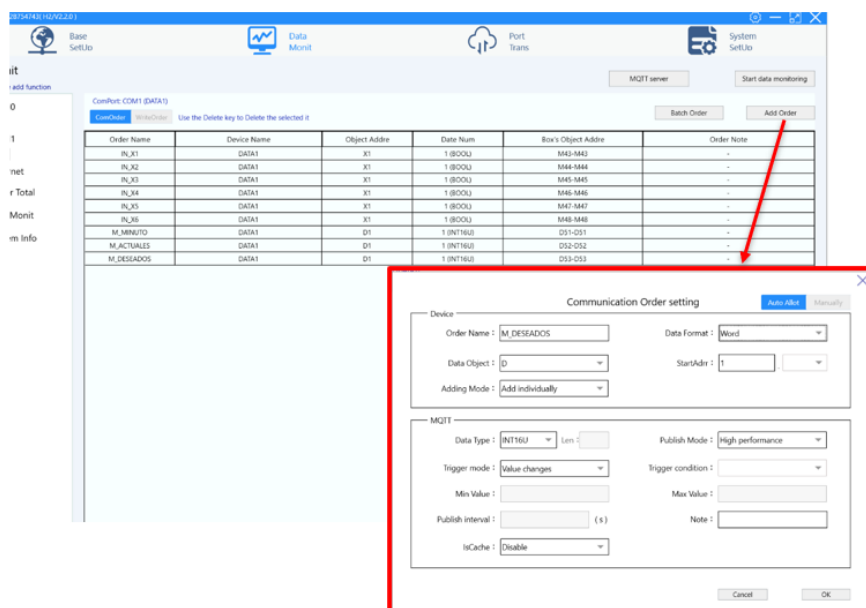 28754743( H2/V2.2.0 )
Base
SetUo
Data
Monit
Port
Trans
System
SetUo
nit
e add function
MQTT server
Start data monitoring
ComPort: COM1 (DATA1)
ComOrder WriteOrder Use the Delete key to Delete the selected it
Batch Order
Add Order
0
1
rnet
r Total
Monit
em Info
Order Name Device Name Object Addre Date Num Box's Object Addre Order Note
IN_X1 DATA1 X1 1 (BOOL) M43-M43 -
IN_X2 DATA1 X1 1 (BOOL) M44-M44 -
IN_X3 DATA1 X1 1 (BOOL) M45-M45 -
IN_X4 DATA1 X1 1 (BOOL) M46-M46 -
IN_X5 DATA1 X1 1 (BOOL) M47-M47 -
IN_X6 DATA1 X1 1 (BOOL) M48-M48 -
M_MINUTO DATA1 D1 1 (INT16U) D51-D51 -
M_ACTUALES DATA1 D1 1 (INT16U) D52-D52 -
M_DESEADOS DATA1 D1 1 (INT16U) D53-D53 -
Communication Order setting
Auto Allot Manually
Device
Order Name : M_DESEADOS Data Format : Word
Data Object : D StartAdrr : 1
Adding Mode : Add individually
MQTT
Data Type : INT16U Len : Publish Mode : High performance
Trigger mode : Value changes Trigger condition :
Min Value : Max Value :
Publish interval : ( s ) Note :
IsCache : Disable
Cancel OK